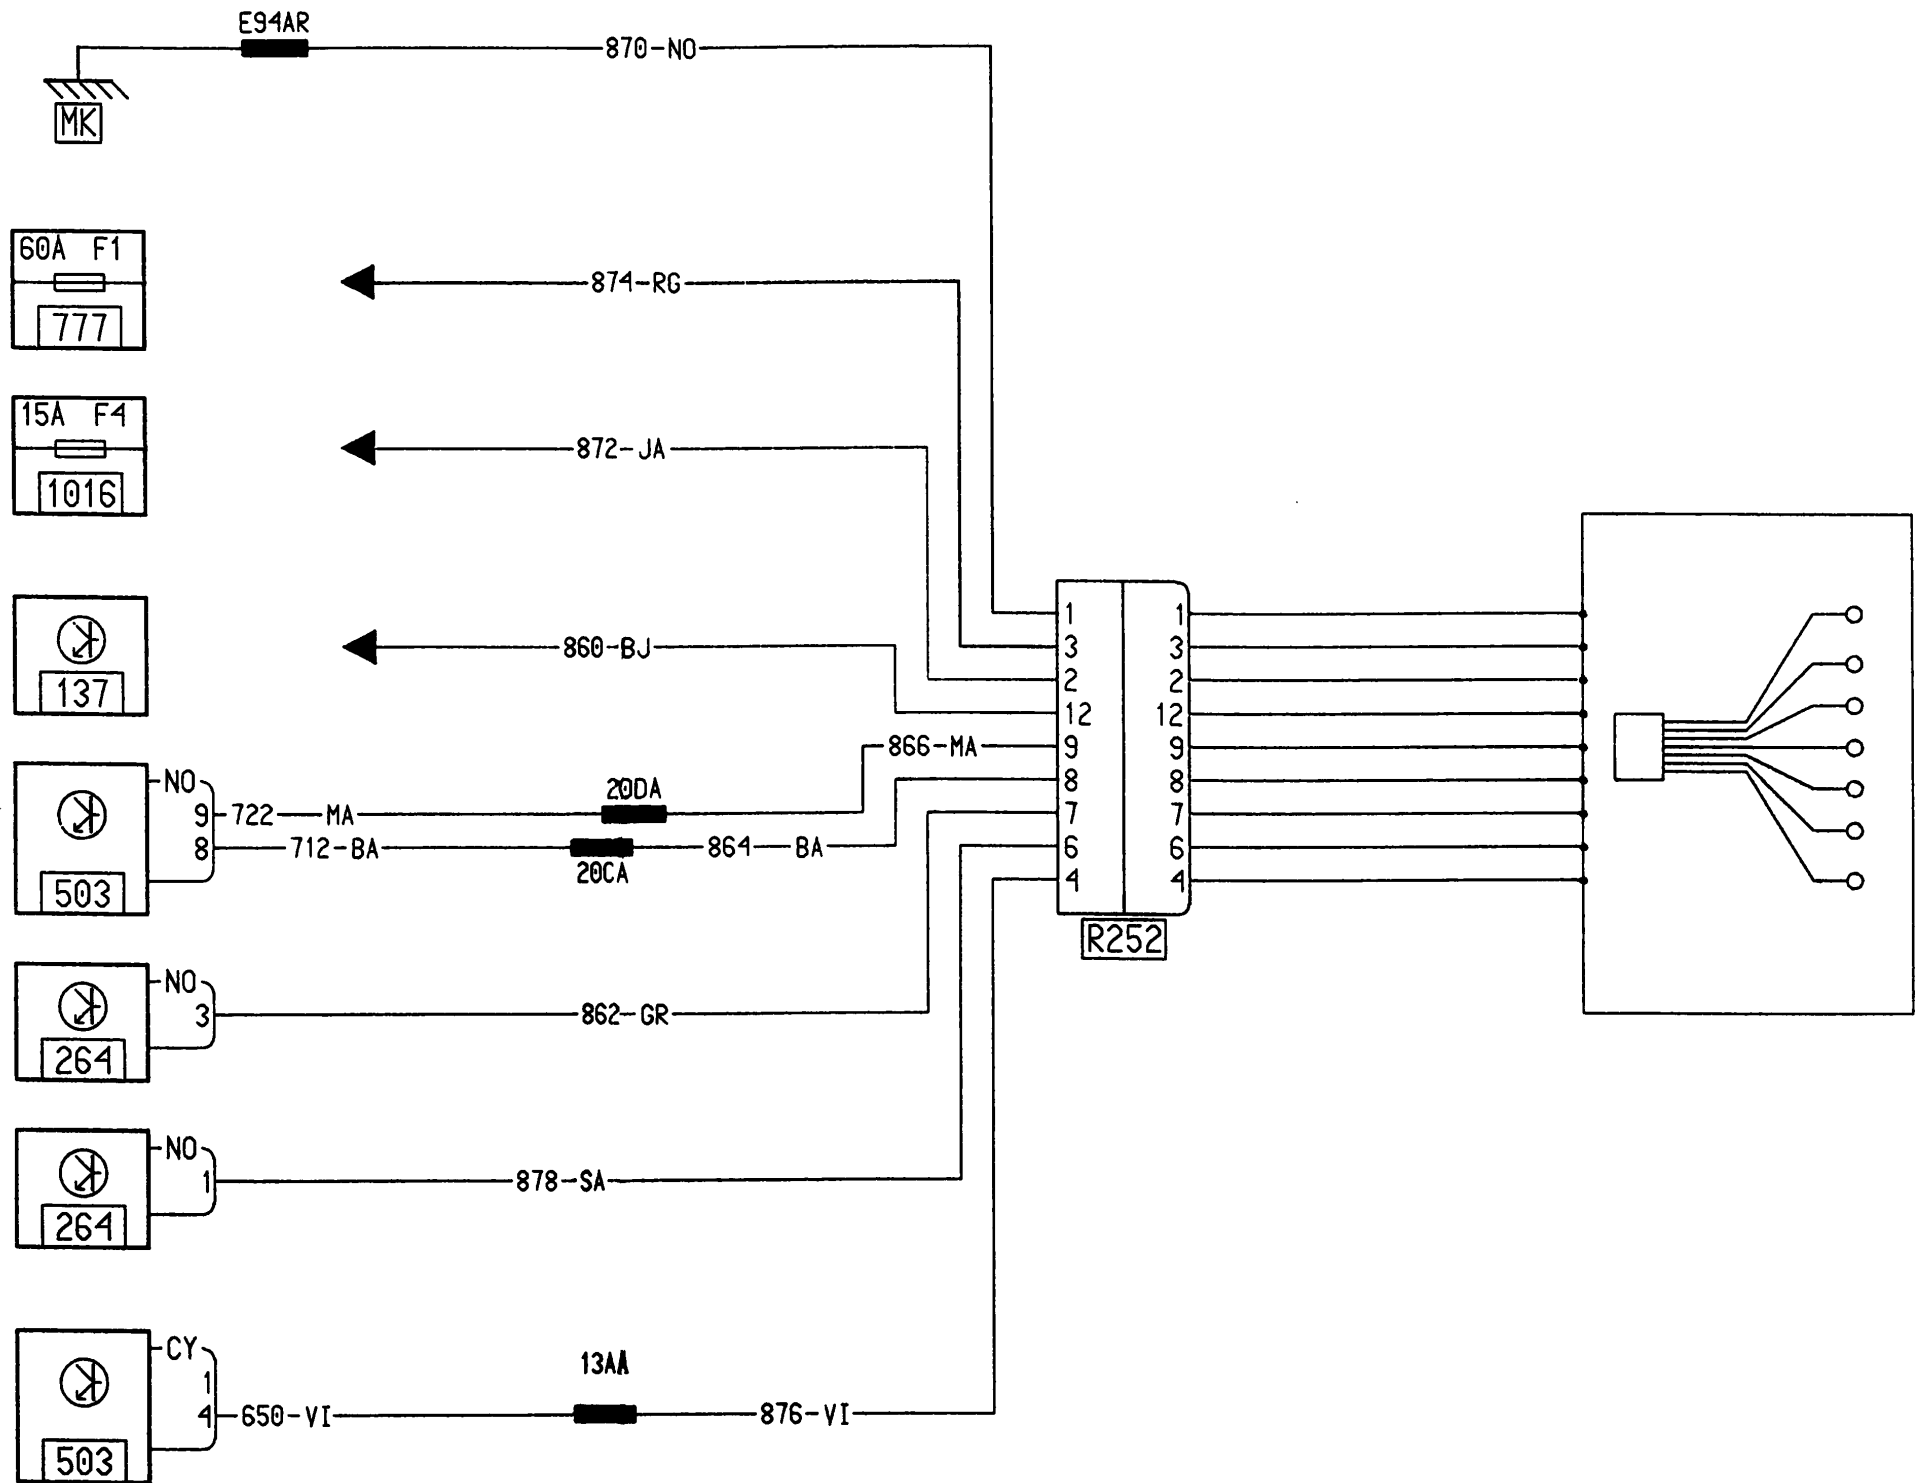 E94AR
870-NO
MK
60A F1
777
874-RG
15A F4
1016
872-JA
137
860-BJ
1 1
3 3
2 2
12 12
866-MA 9 9
8 8
7 7
6 6
4 4
R252
NO
9 722 MA 20DA
8 712-BA 864 BA
20CA
503
NO
3 862-GR
264
NO
1 878-SA
264
CY
1
13AA
4 650-VI 876-VI
503